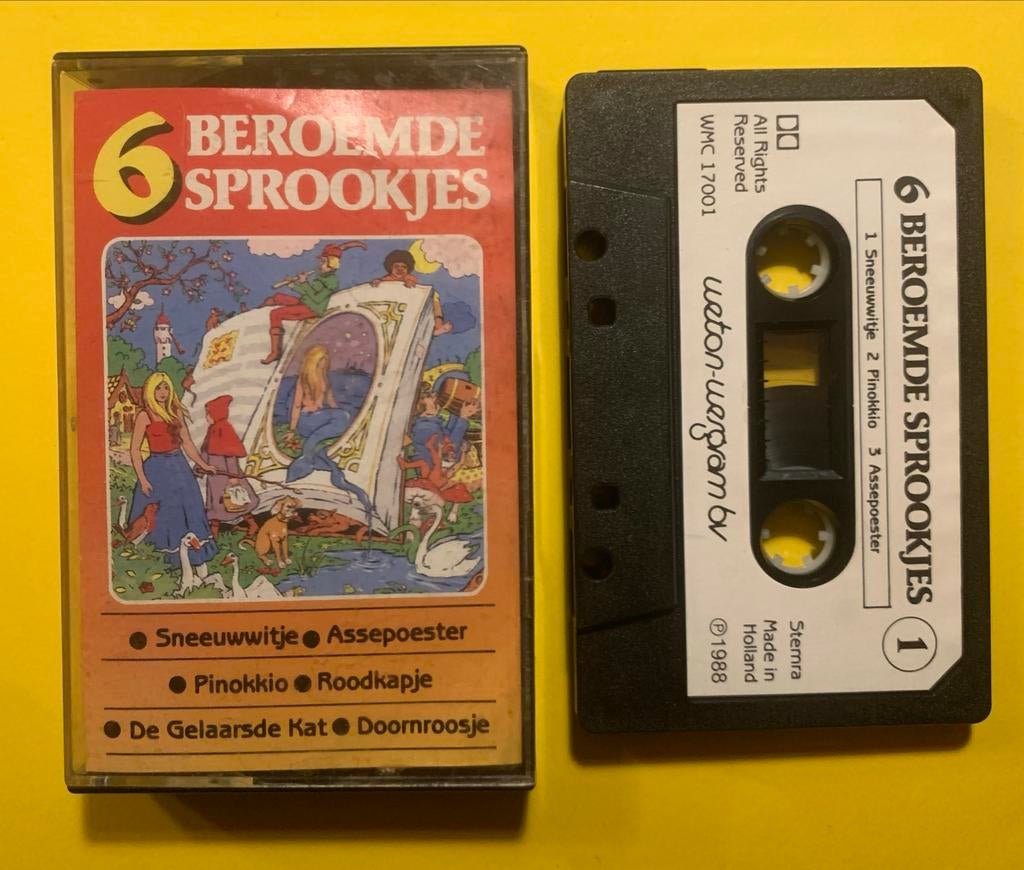 6 BEROEMDE
SPROOKJES
● Sneeuwwitje ● Assepoester
● Pinokkio ● Roodkapje
● De Gelaarsde Kat ● Doornroosje
6 BEROEMDE SPROOKJES 1
1 Sneeuwwitje 2 Pinokkio 3 Assepoester
All Rights
Reserved
WMC 17001
weton-wesgram bv
Stemra
Made in
Holland
Ⓟ1988